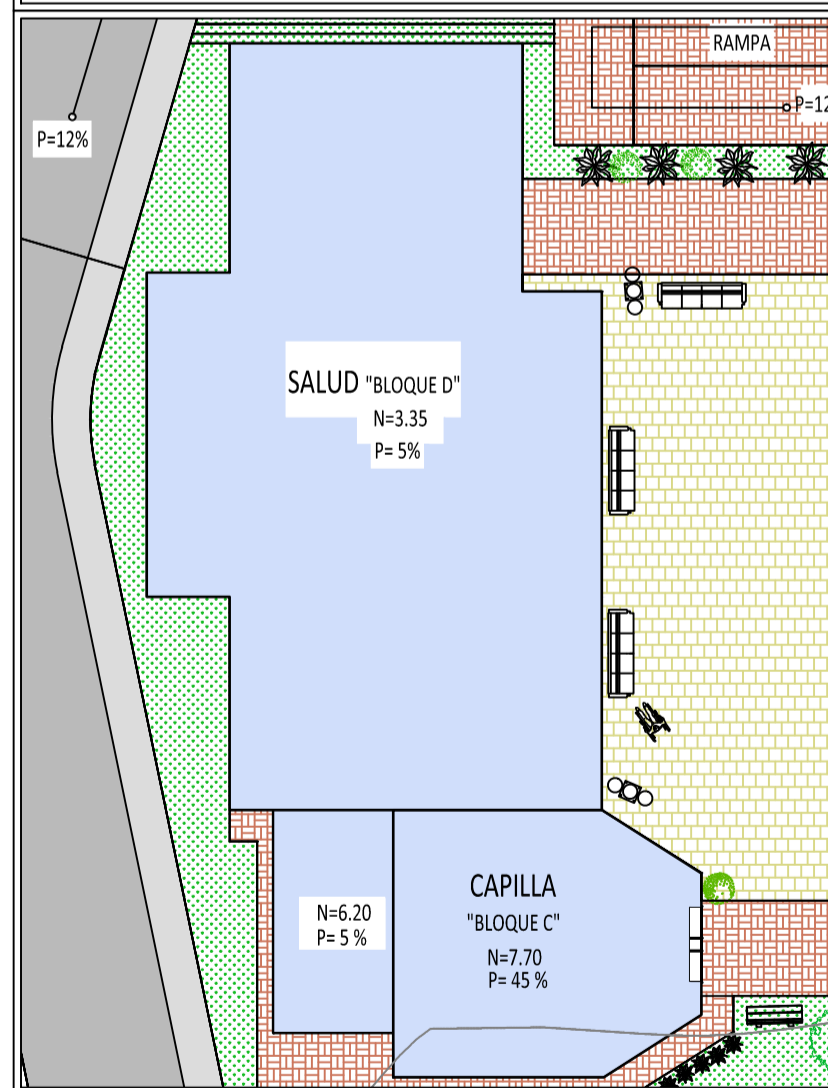 RAMPA
P=12
P=12%
SALUD "BLOQUE D"
N=3.35
P= 5%
CAPILLA
"BLOQUE C"
N=7.70
P= 45 %
N=6.20
P= 5 %